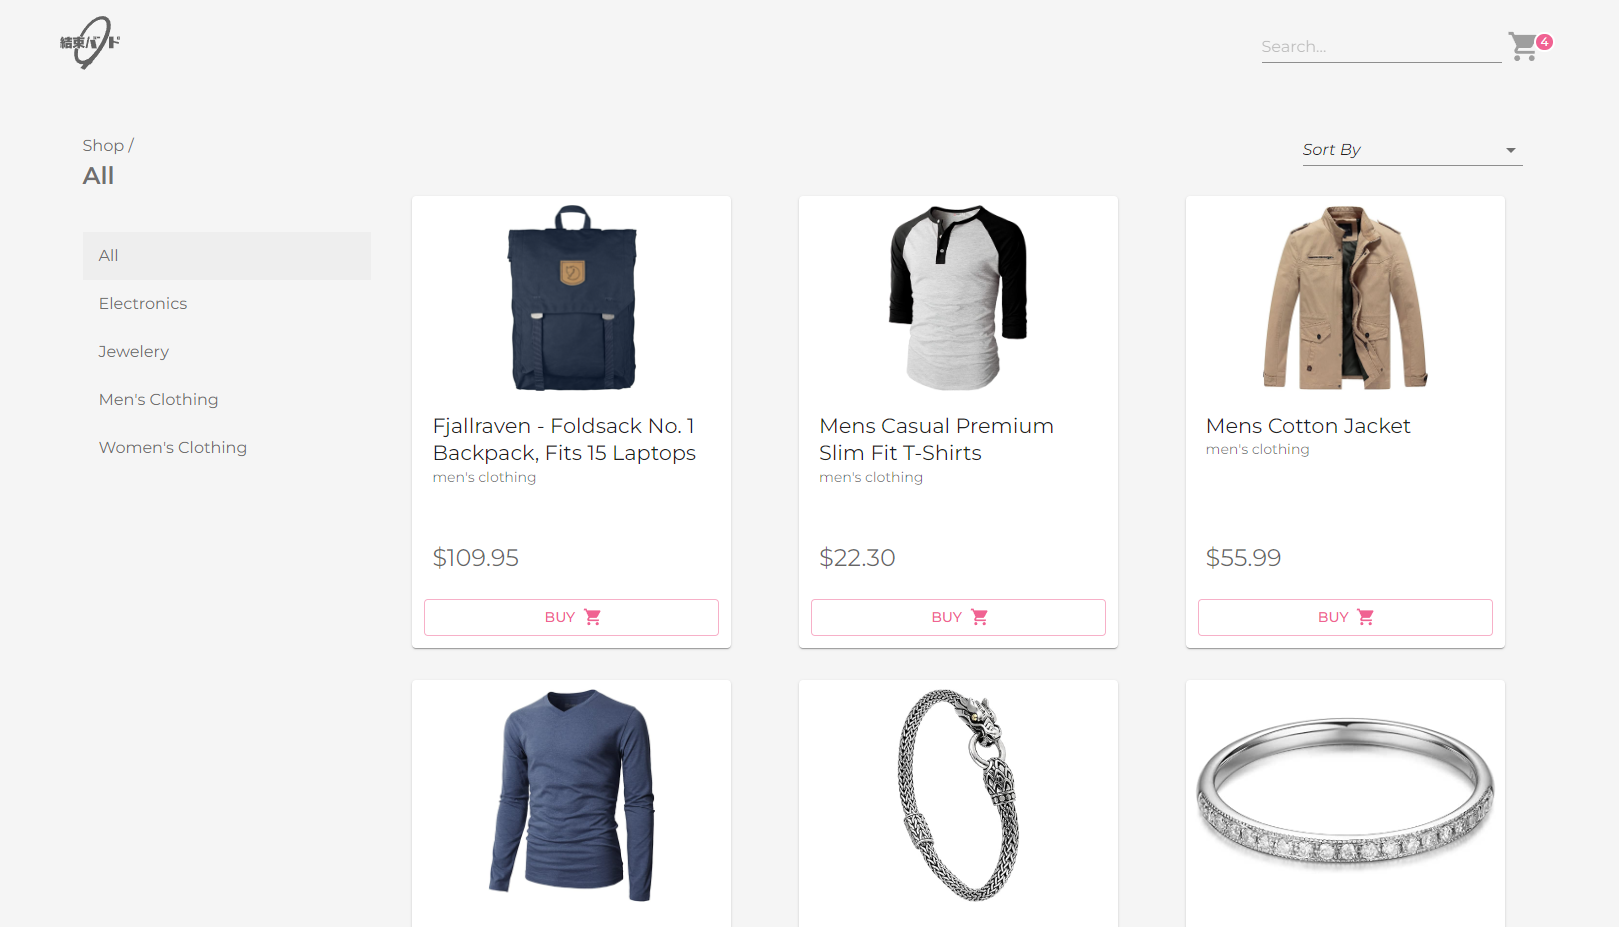 結束バンド
Search...
4
Shop /
All
Sort By
All
Electronics
Jewelery
Men's Clothing
Women's Clothing
Fjallraven - Foldsack No. 1
Backpack, Fits 15 Laptops
men's clothing
$109.95
BUY
Mens Casual Premium
Slim Fit T-Shirts
men's clothing
$22.30
BUY
Mens Cotton Jacket
men's clothing
$55.99
BUY